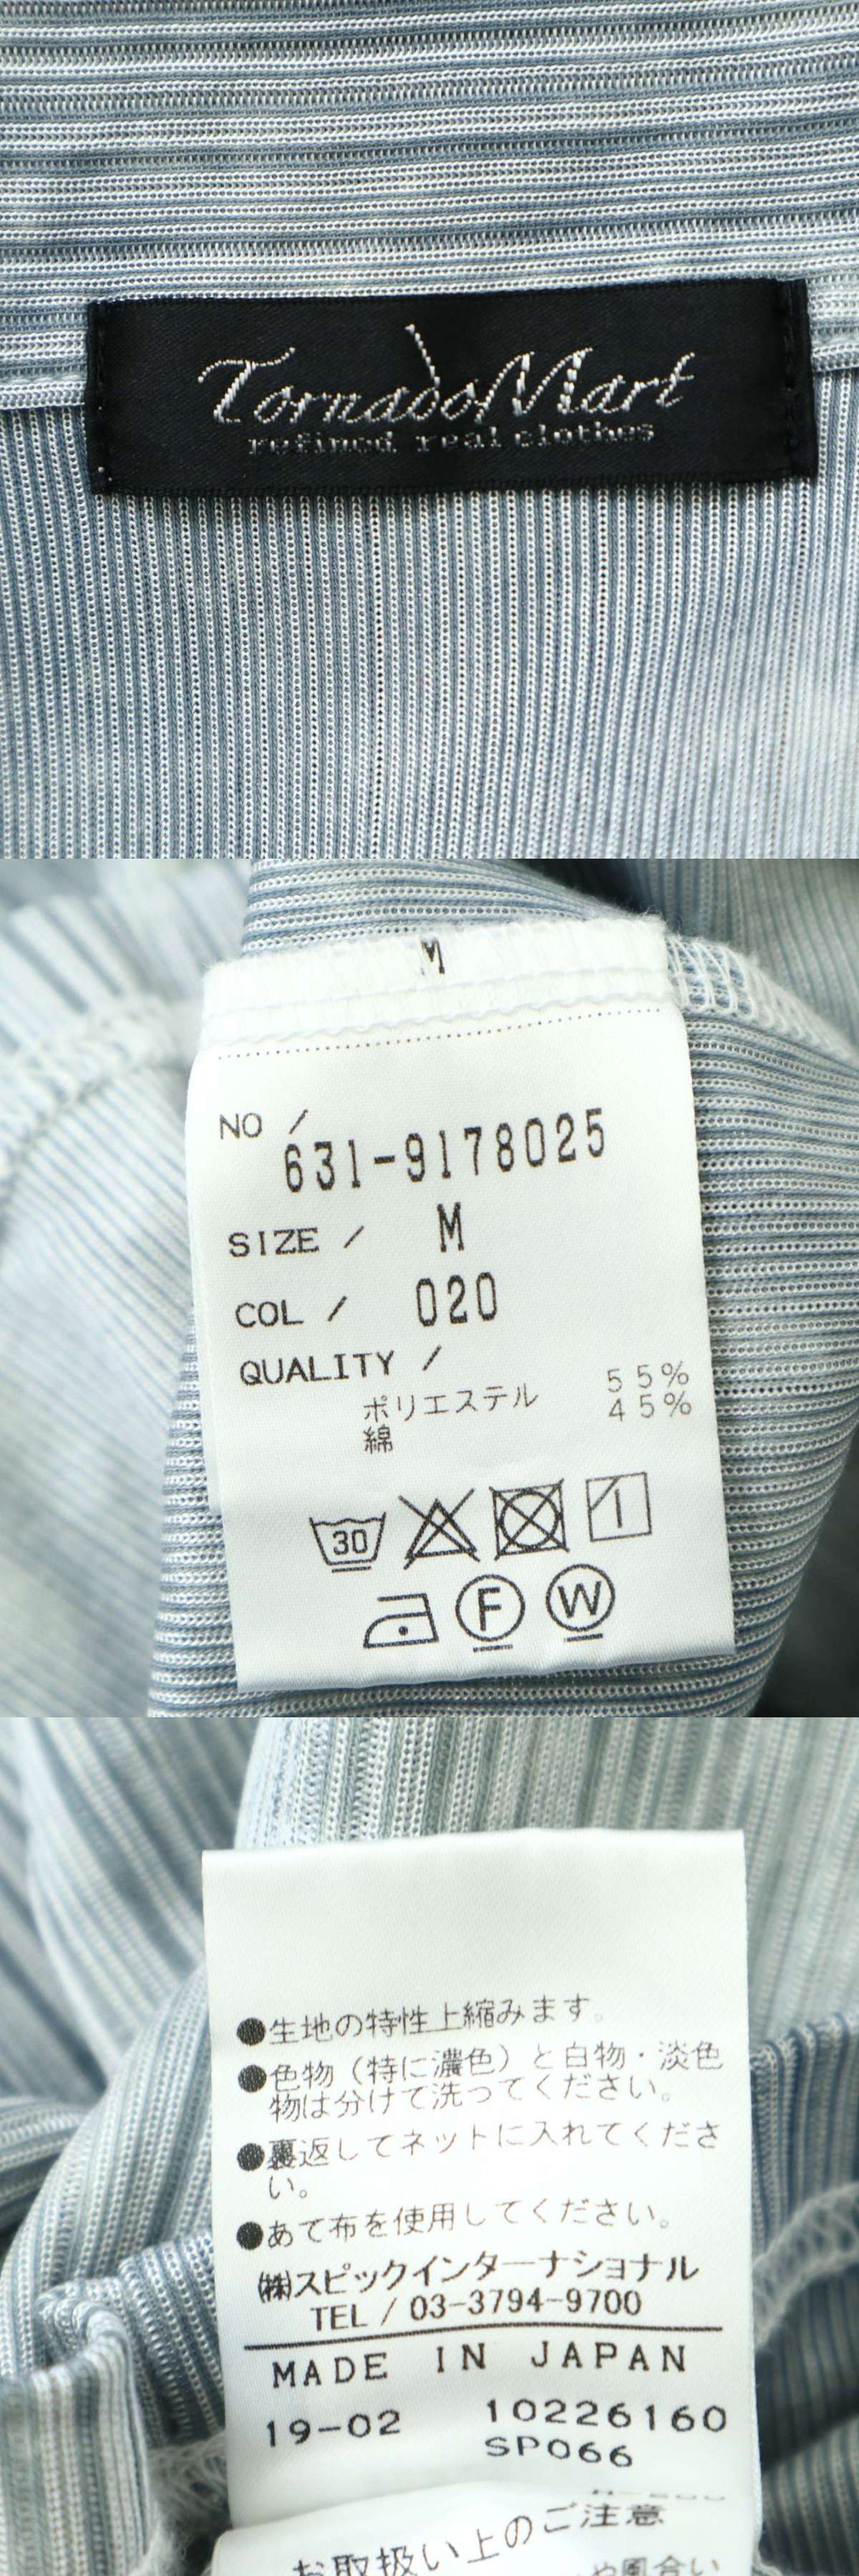 TornadoMart
refined real clothes
M
NO /
631-9178025
SIZE / M
COL / 020
QUALITY /
ポリエステル 55%
綿 45%
30
F W
●生地の特性上縮みます。
●色物（特に濃色）と白物・淡色
物は分けて洗ってください。
●裏返してネットに入れてくださ
い。
●あて布を使用してください。
㈱スピックインターナショナル
TEL / 03-3794-9700
MADE IN JAPAN
19-02 10226160
SP066
お取扱い上のご注意
や風合い